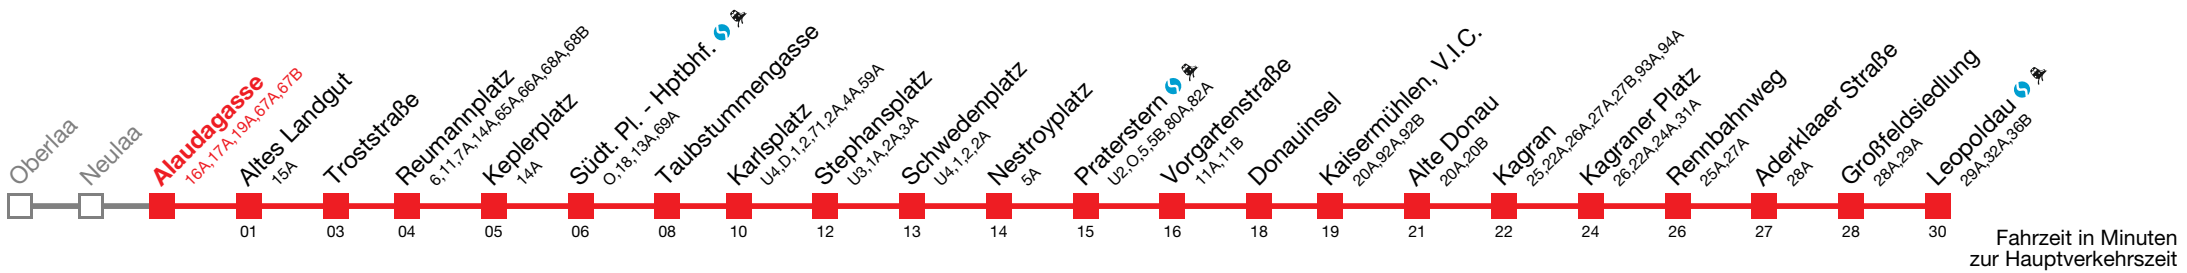 Oberlaa
Neulaa
Alaudagasse
16A,17A,19A,67A,67B
Altes Landgut
15A
Troststraße
Reumannplatz
6,11,7A,14A,65A,66A,68A,68B
Keplerplatz
14A
Südt. Pl. - Hptbhf.
O,18,13A,69A
Taubstummengasse
Karlsplatz
U4,D,1,2,71,2A,4A,59A
Stephansplatz
U3,1A,2A,3A
Schwedenplatz
U4,1,2,2A
Nestroyplatz
5A
Praterstern
U2,O,5,5B,80A,82A
Vorgartenstraße
11A,11B
Donauinsel
Kaisermühlen, V.I.C.
20A,92A,92B
Alte Donau
20A,20B
Kagran
25,22A,26A,27A,27B,93A,94A
Kagraner Platz
26,22A,24A,31A
Rennbahnweg
25A,27A
Aderklaaer Straße
28A
Großfeldsiedlung
28A,29A
Leopoldau
29A,32A,36B
01 03 04 05 06 08 10 12 13 14 15 16 18 19 21 22 24 26 27 28 30
Fahrzeit in Minuten
zur Hauptverkehrszeit